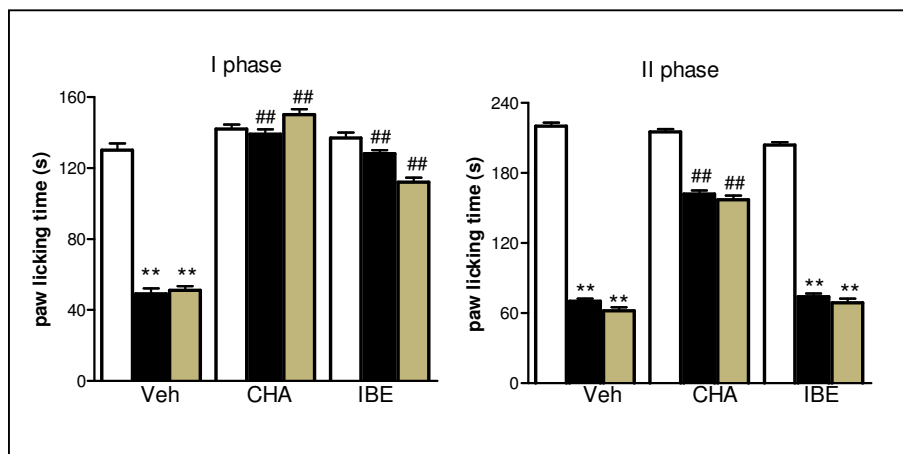 I phase
paw licking time (s)
160
120
80
40
0
##
##
##
##
**
**
Veh
CHA
IBE
II phase
paw licking time (s)
240
180
120
60
0
##
##
**
**
**
**
Veh
CHA
IBE